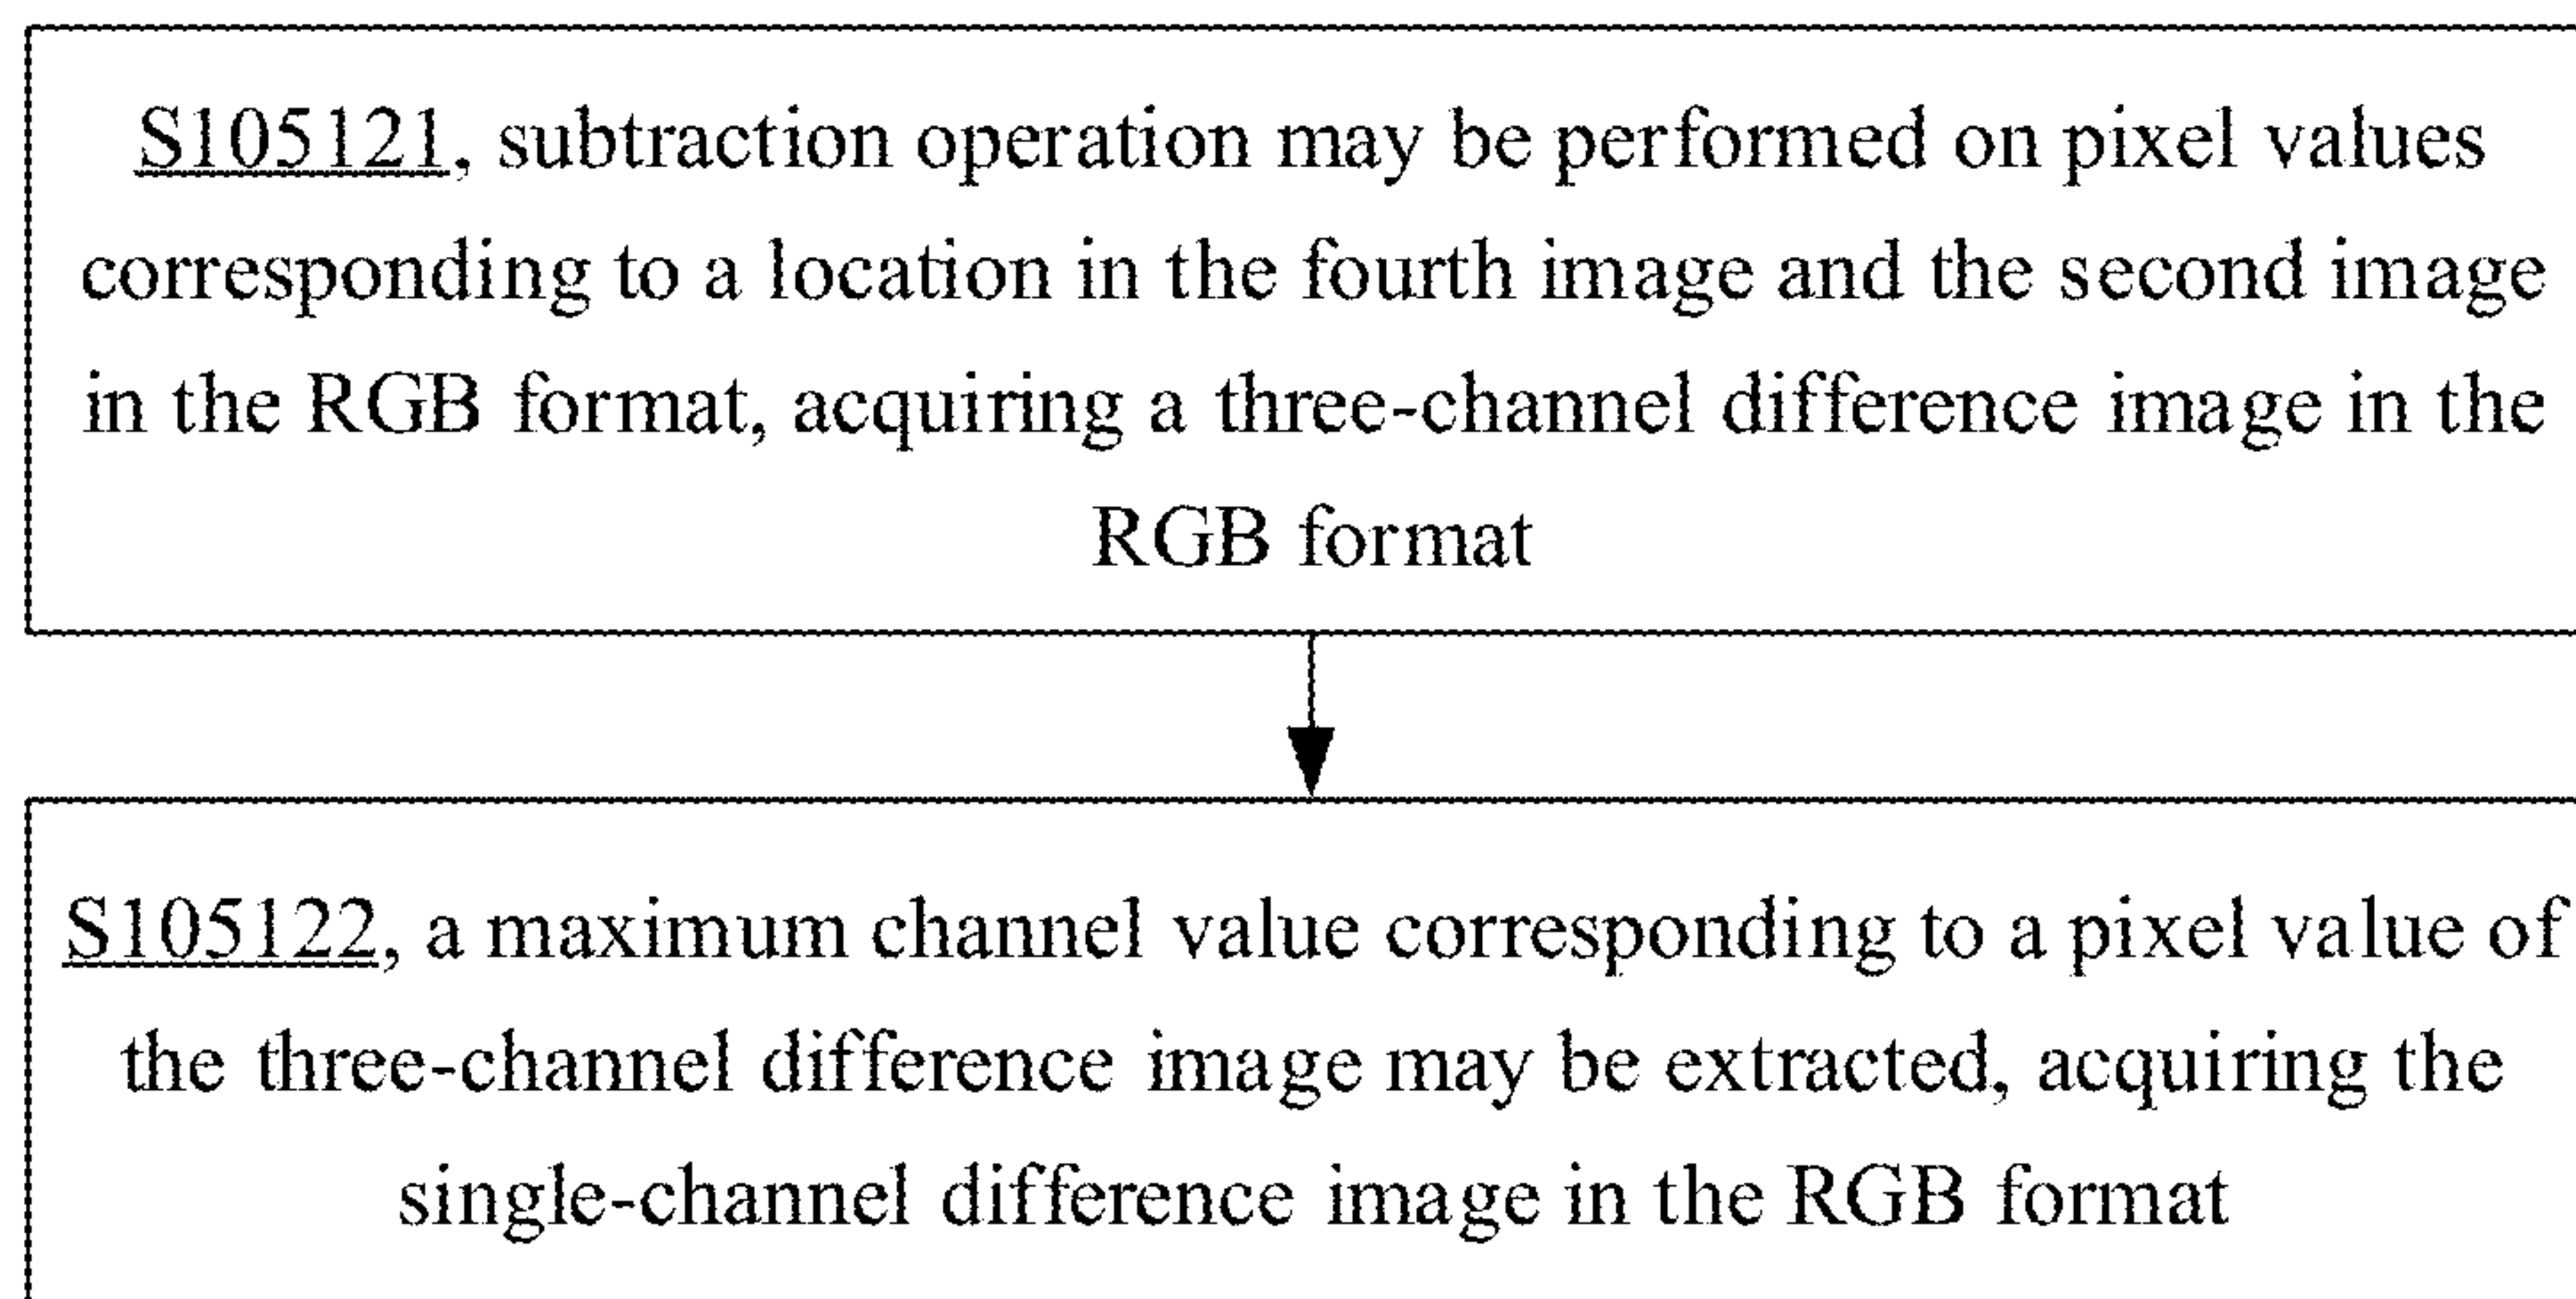 S105121, subtraction operation may be performed on pixel values
corresponding to a location in the fourth image and the second image
in the RGB format, acquiring a three-channel difference image in the
RGB format
S105122, a maximum channel value corresponding to a pixel value of
the three-channel difference image may be extracted, acquiring the
single-channel difference image in the RGB format